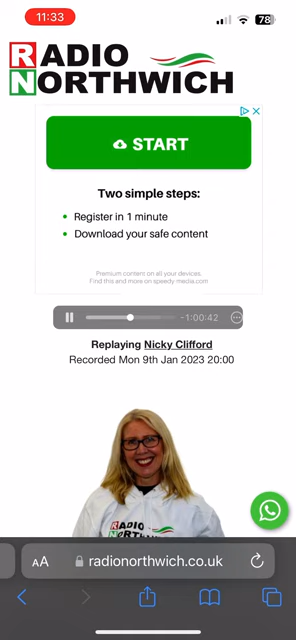 11:33
78
RADIO
NORTHWICH
START
Two simple steps:
Register in 1 minute
Download your safe content
Premium content on all your devices.
Find this and more on speedy-media.com
-1:00:42
Replaying Nicky Clifford
Recorded Mon 9th Jan 2023 20:00
RADIO
NORTHWICH
AA
radionorthwich.co.uk